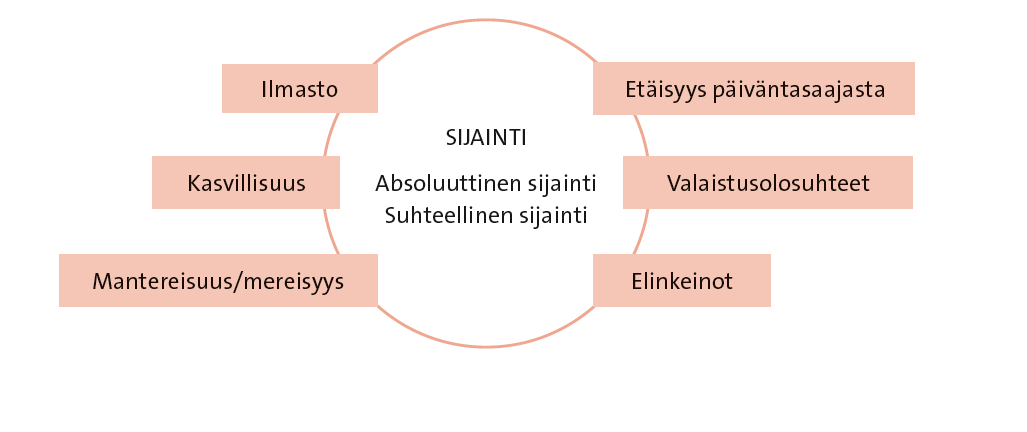 Ilmasto
Etäisyys päiväntasaajasta
SIJAINTI
Kasvillisuus
Absoluuttinen sijainti
Suhteellinen sijainti
Valaistusolosuhteet
Mantereisuus/mereisyys
Elinkeinot